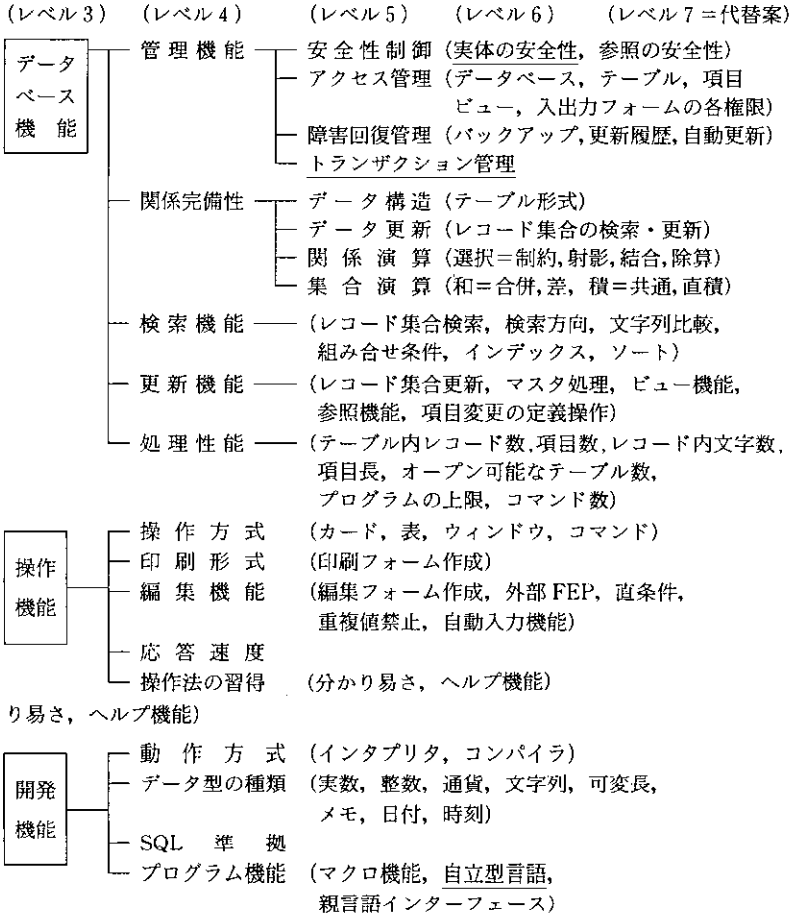 (レベル3) (レベル4) (レベル5) (レベル6) (レベル7=代替案)
データベース機能
管理機能 安全性制御 (実体の安全性, 参照の安全性)
アクセス管理 (データベース, テーブル, 項目
ビュー, 入出力フォームの各権限)
障害回復管理 (バックアップ, 更新履歴, 自動更新)
トランザクション管理
関係完備性 データ構造 (テーブル形式)
データ更新 (レコード集合の検索・更新)
関係演算 (選択=制約, 射影, 結合, 除算)
集合演算 (和=合併, 差, 積=共通, 直積)
検索機能 (レコード集合検索, 検索方向, 文字列比較,
組み合せ条件, インデックス, ソート)
更新機能 (レコード集合更新, マスタ処理, ビュー機能,
参照機能, 項目変更の定義操作)
処理性能 (テーブル内レコード数, 項目数, レコード内文字数,
項目長, オープン可能なテーブル数,
プログラムの上限, コマンド数)
操作機能
操作方式 (カード, 表, ウィンドウ, コマンド)
印刷形式 (印刷フォーム作成)
編集機能 (編集フォーム作成, 外部FEP, 直条件,
重複値禁止, 自動入力機能)
応答速度
操作法の習得 (分かり易さ, ヘルプ機能)
り易さ, ヘルプ機能)
開発機能
動作方式 (インタプリタ, コンパイラ)
データ型の種類 (実数, 整数, 通貨, 文字列, 可変長,
メモ, 日付, 時刻)
SQL 準拠
プログラム機能 (マクロ機能, 自立型言語,
親言語インターフェース)